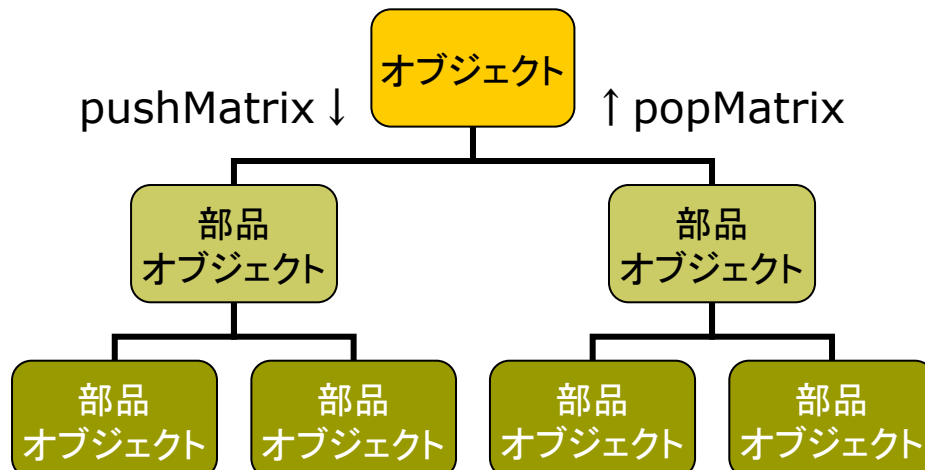 オブジェクト
pushMatrix ↓
↑ popMatrix
部品
オブジェクト
部品
オブジェクト
部品
オブジェクト
部品
オブジェクト
部品
オブジェクト
部品
オブジェクト